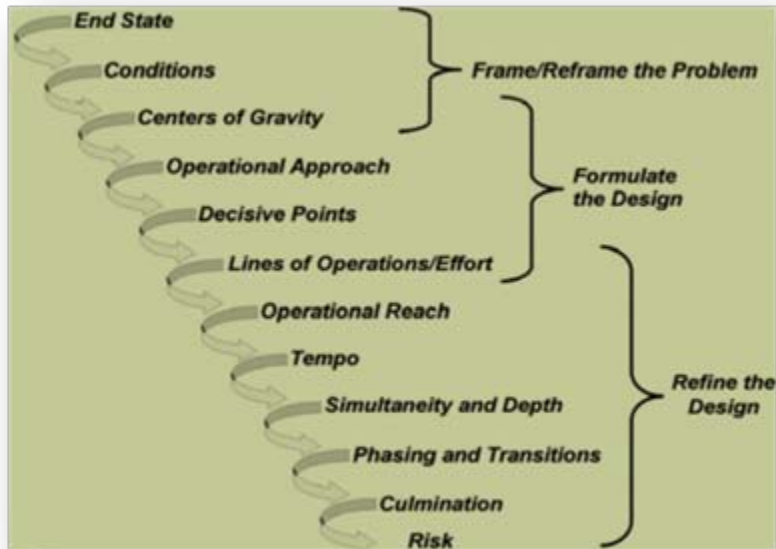 End State
Conditions
Frame/Reframe the Problem
Centers of Gravity
Operational Approach
Formulate
the Design
Decisive Points
Lines of Operations/Effort
Operational Reach
Tempo
Refine the
Design
Simultaneity and Depth
Phasing and Transitions
Culmination
Risk